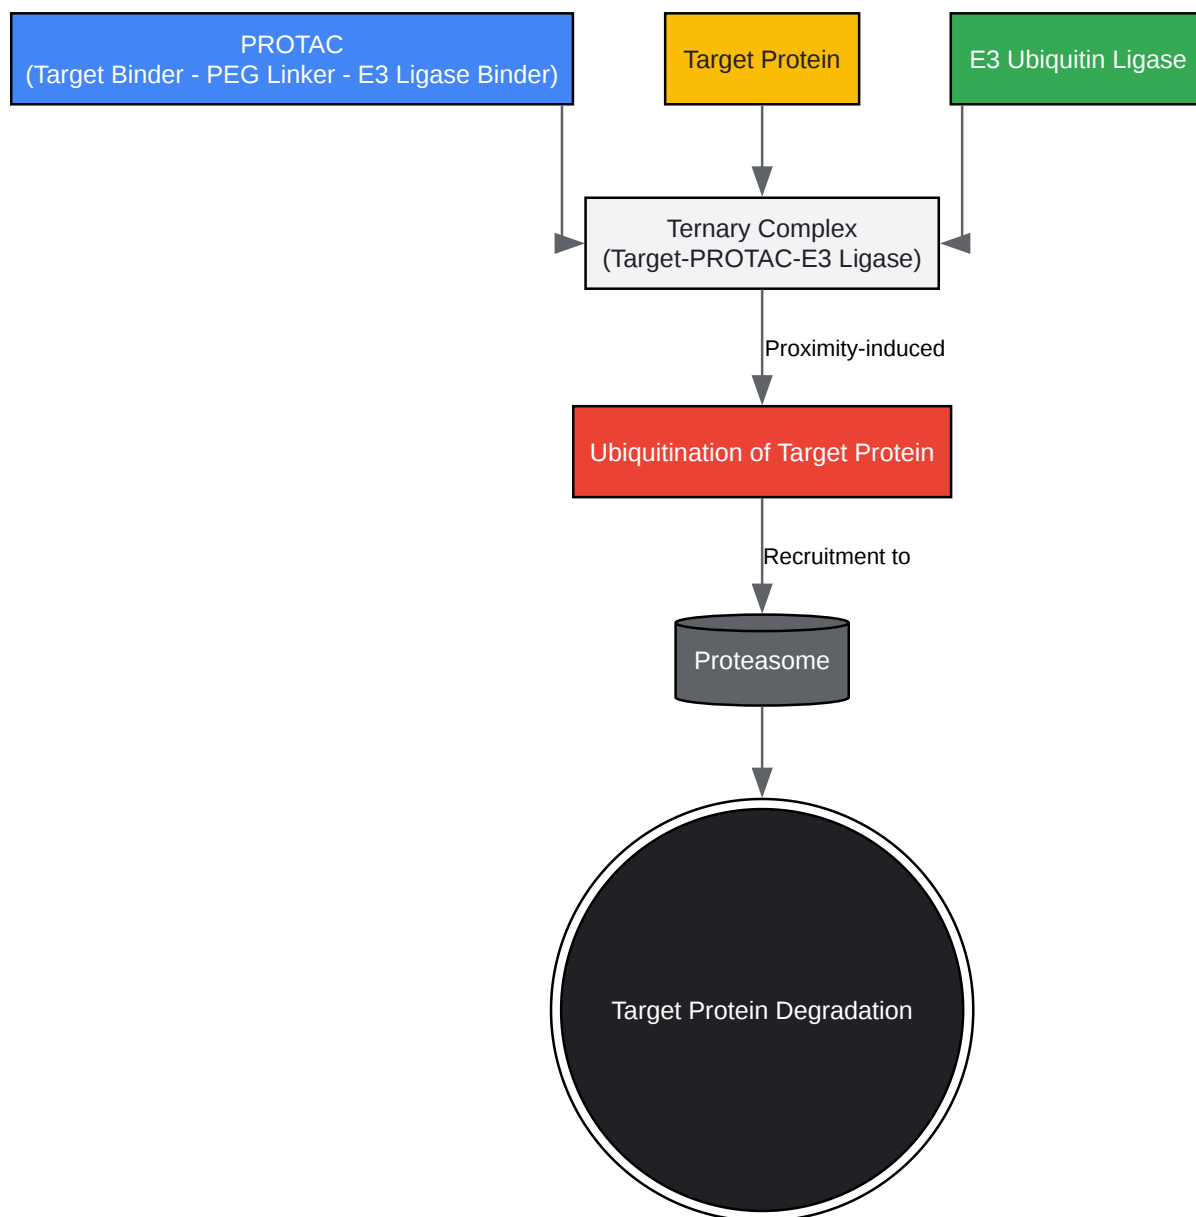 PROTAC
(Target Binder - PEG Linker - E3 Ligase Binder)
Target Protein
E3 Ubiquitin Ligase
Ternary Complex
(Target-PROTAC-E3 Ligase)
Proximity-induced
Ubiquitination of Target Protein
Recruitment to
Proteasome
Target Protein Degradation